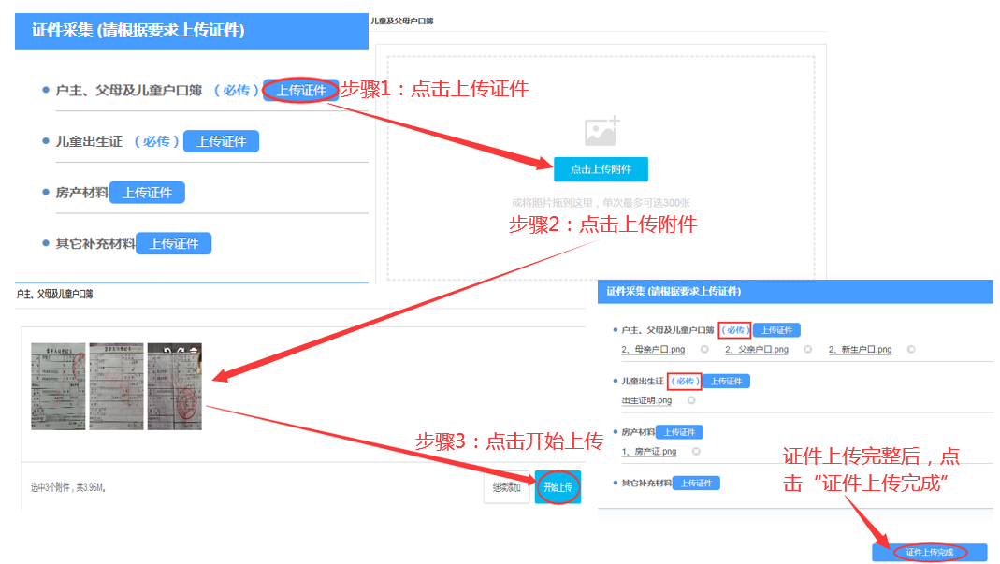 证件采集 (请根据要求上传证件)
户主、父母及儿童户口簿 （必传） 上传证件
步骤1：点击上传证件
儿童出生证 （必传） 上传证件
房产材料 上传证件
其它补充材料 上传证件
儿童及父母户口簿
点击上传附件
或将照片拖到这里，单次最多可选300张
步骤2：点击上传附件
户主、父母及儿童户口簿
选中3个附件，共3.96M。
继续添加
开始上传
步骤3：点击开始上传
证件采集 (请根据要求上传证件)
户主、父母及儿童户口簿 （必传） 上传证件
2、母亲户口.png 2、父亲户口.png 2、新生户口.png
儿童出生证 （必传） 上传证件
出生证明.png
房产材料 上传证件
1、房产证.png
其它补充材料 上传证件
证件上传完整后，点
击“证件上传完成”
证件上传完成